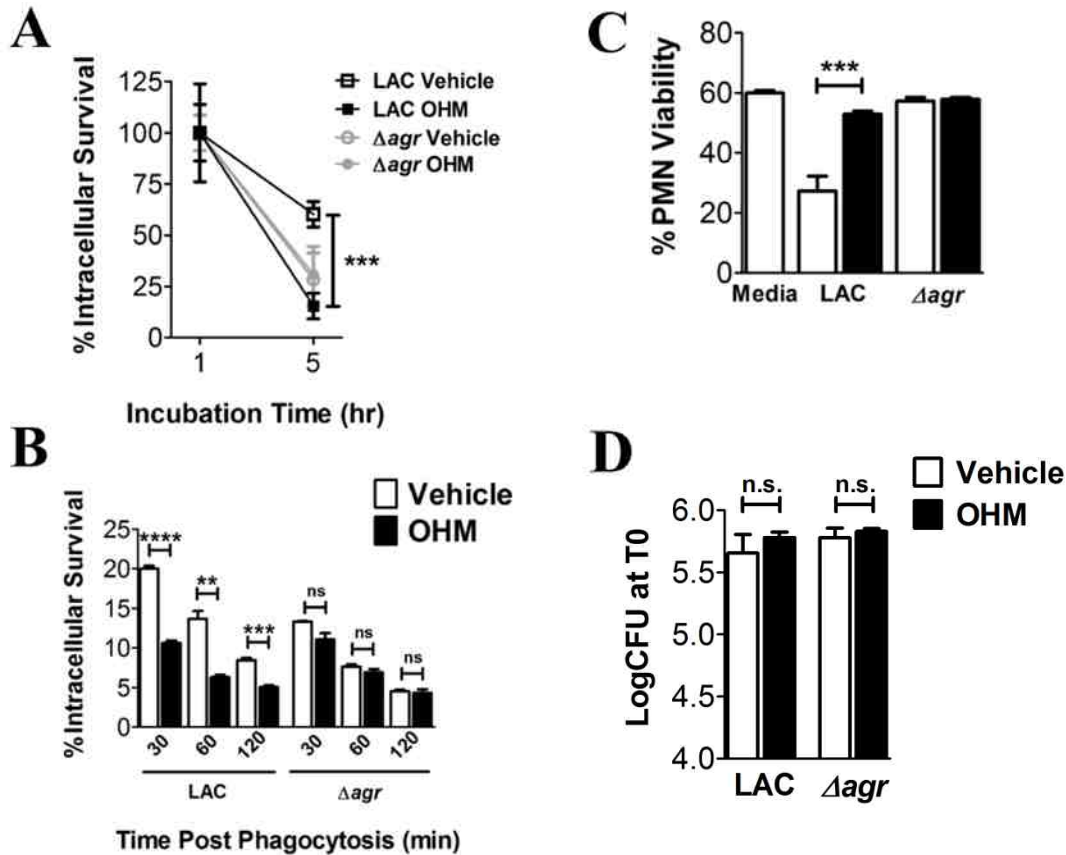 A
% Intracellular Survival
125
100
75
50
25
0
1
5
Incubation Time (hr)
LAC Vehicle
LAC OHM
Δagr Vehicle
Δagr OHM
***
B
%Intracellular Survival
25
20
15
10
5
0
Vehicle
OHM
****
**
***
ns
ns
ns
30
60
120
30
60
120
LAC
Δagr
Time Post Phagocytosis (min)
C
% PMN Viability
80
60
40
20
0
***
Media
LAC
Δagr
D
LogCFU at T0
6.0
5.5
5.0
4.5
4.0
n.s.
n.s.
Vehicle
OHM
LAC
Δagr